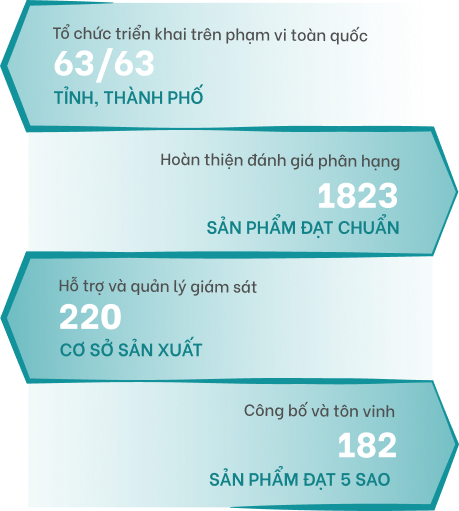 Tổ chức triển khai trên phạm vi toàn quốc
63/63
TỈNH, THÀNH PHỐ
Hoàn thiện đánh giá phân hạng
1823
SẢN PHẨM ĐẠT CHUẨN
Hỗ trợ và quản lý giám sát
220
CƠ SỞ SẢN XUẤT
Công bố và tôn vinh
182
SẢN PHẨM ĐẠT 5 SAO